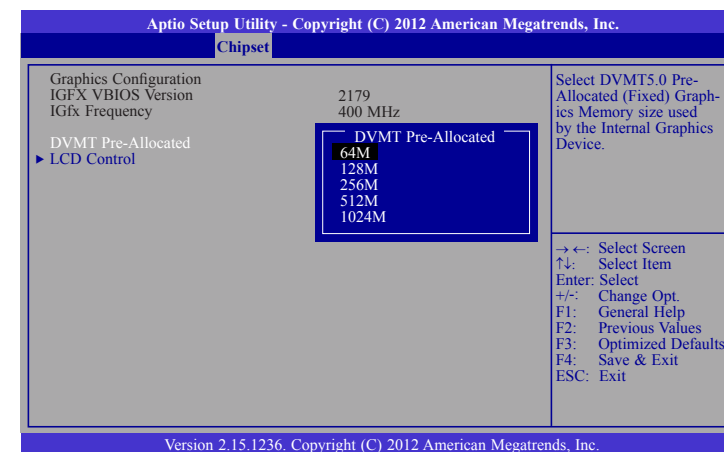 Aptio Setup Utility - Copyright (C) 2012 American Megatrends, Inc.
Chipset
Graphics Configuration
IGFX VBIOS Version 2179
IGfx Frequency 400 MHz
DVMT Pre-Allocated
► LCD Control
DVMT Pre-Allocated
64M
128M
256M
512M
1024M
Select DVMT5.0 Pre-
Allocated (Fixed) Graph-
ics Memory size used
by the Internal Graphics
Device.
→ ←: Select Screen
↑↓: Select Item
Enter: Select
+/-: Change Opt.
F1: General Help
F2: Previous Values
F3: Optimized Defaults
F4: Save & Exit
ESC: Exit
Version 2.15.1236. Copyright (C) 2012 American Megatrends, Inc.